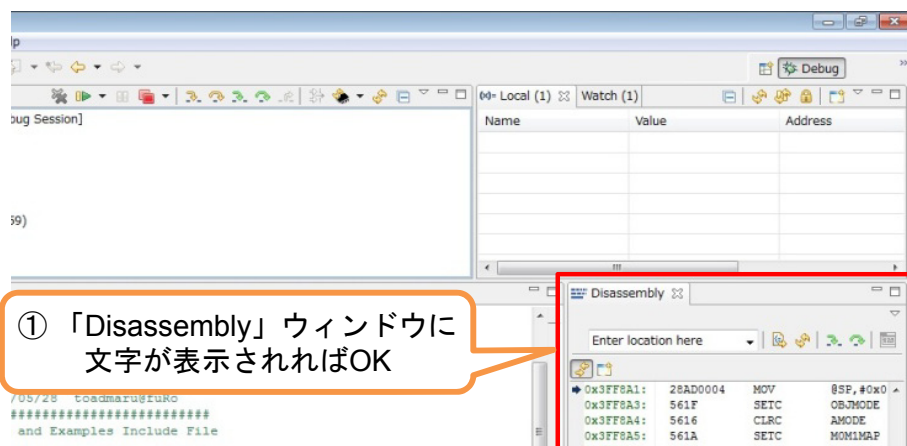 lp
Debug
Local (1) Watch (1)
Name Value Address
bug Session]
59)
① 「Disassembly」ウィンドウに
文字が表示されればOK
Disassembly
Enter location here
/05/28 toadmaru@fuRo
##########################
and Examples Include File
0x3FF8A1: 28AD0004 MOV @SP,#0x0
0x3FF8A3: 561F SETC OBJMODE
0x3FF8A4: 5616 CLRC AMODE
0x3FF8A5: 561A SETC M0M1MAP